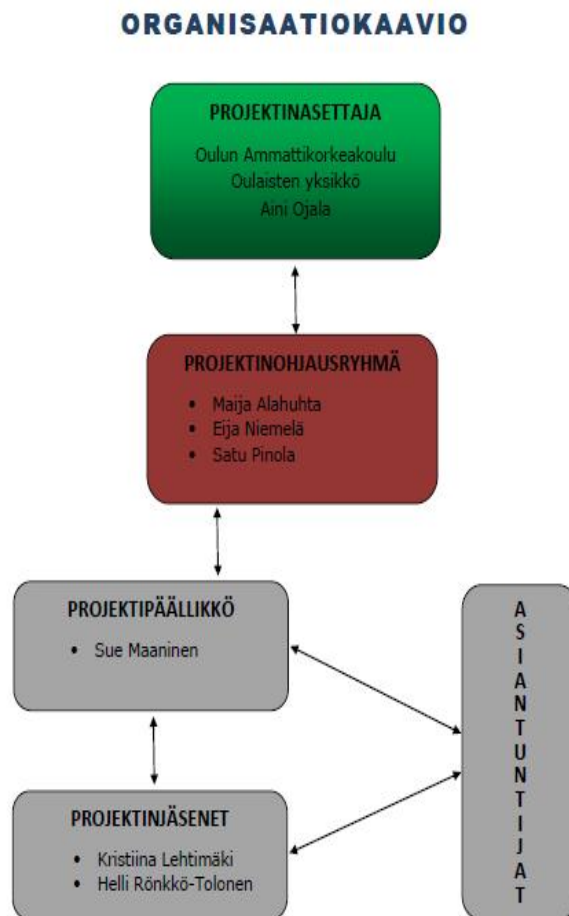 ORGANISAATIOKAAVIO
PROJEKTINASETTAJA
Oulun Ammattikorkeakoulu
Oulaisten yksikkö
Aini Ojala
PROJEKTINOHJAUSRYHMÄ
• Maija Alahuhta
• Eija Niemelä
• Satu Pinola
PROJEKTIPÄÄLLIKKÖ
• Sue Maaninen
PROJEKTINJÄSENET
• Kristiina Lehtimäki
• Helli Rönkkö-Tolonen
ASIANTUNTIJAT